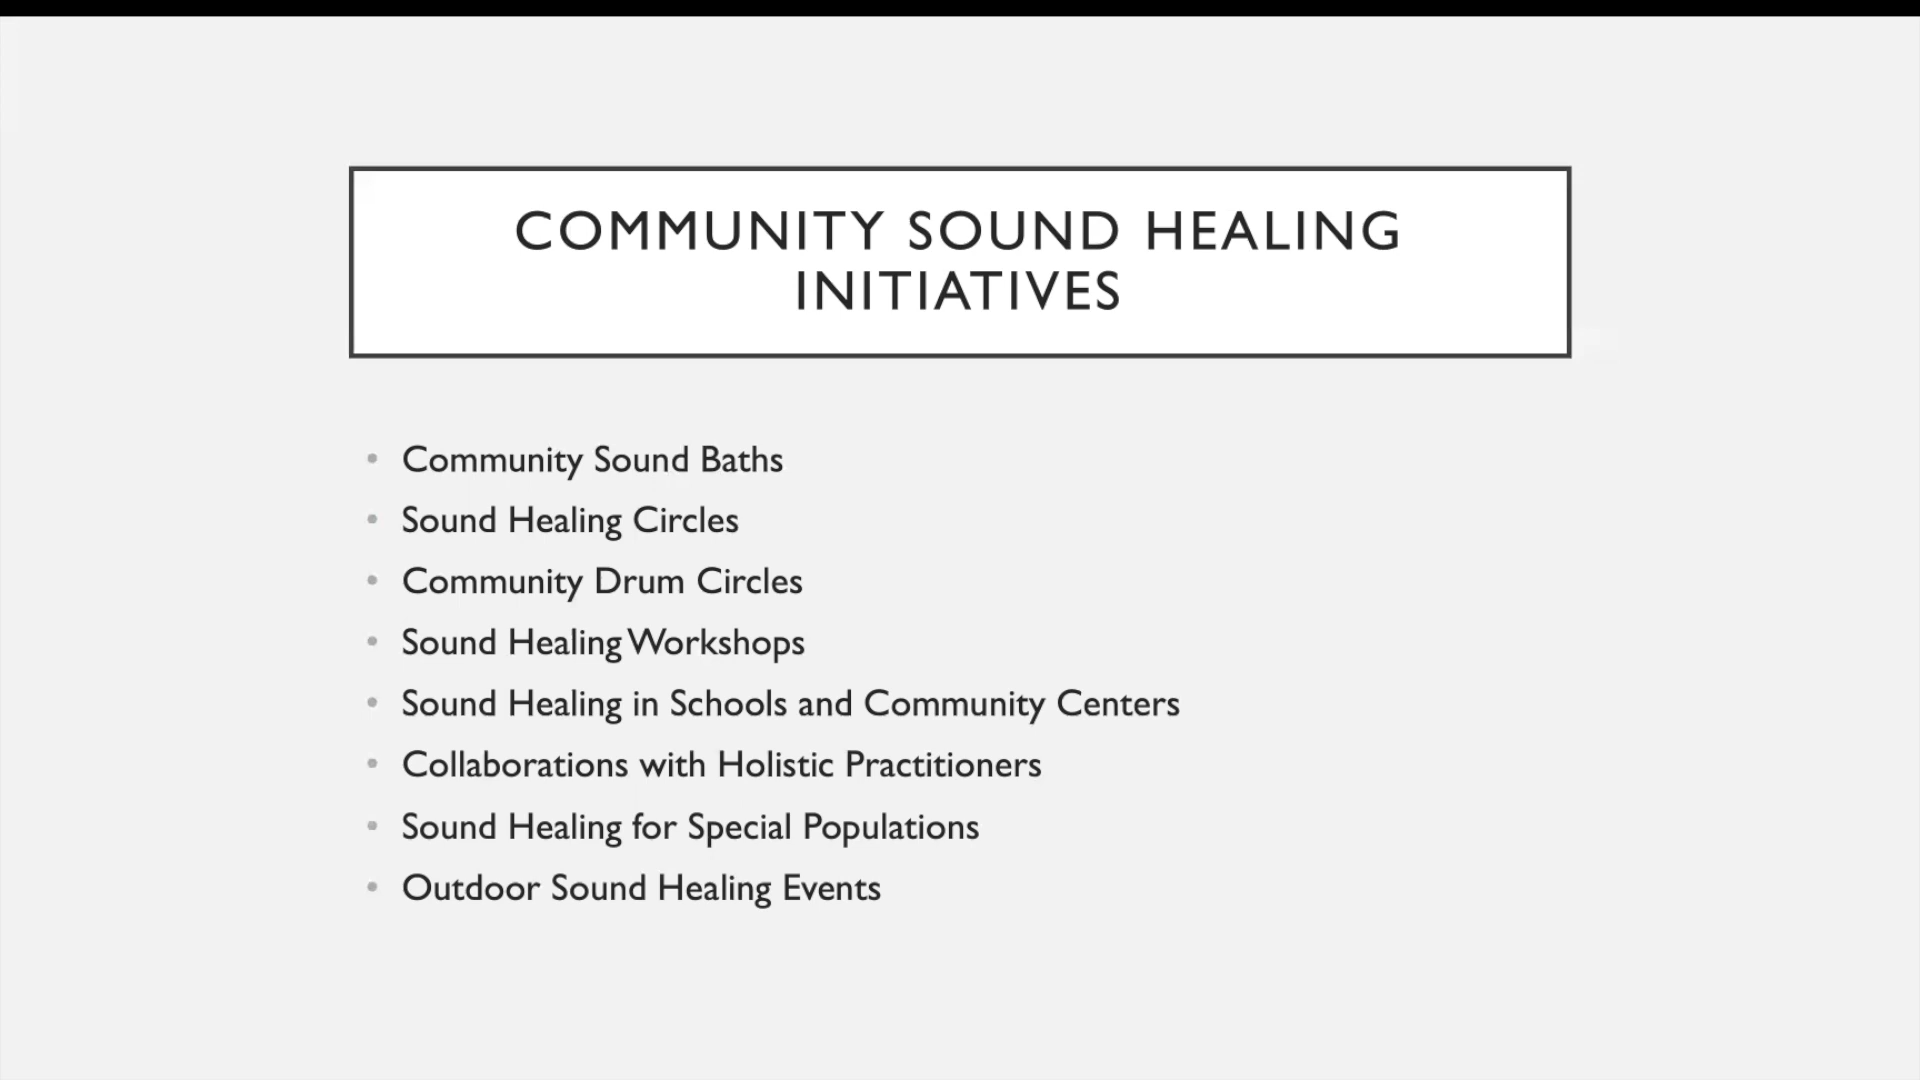 COMMUNITY SOUND HEALING
INITIATIVES
• Community Sound Baths
• Sound Healing Circles
• Community Drum Circles
• Sound Healing Workshops
• Sound Healing in Schools and Community Centers
• Collaborations with Holistic Practitioners
• Sound Healing for Special Populations
• Outdoor Sound Healing Events